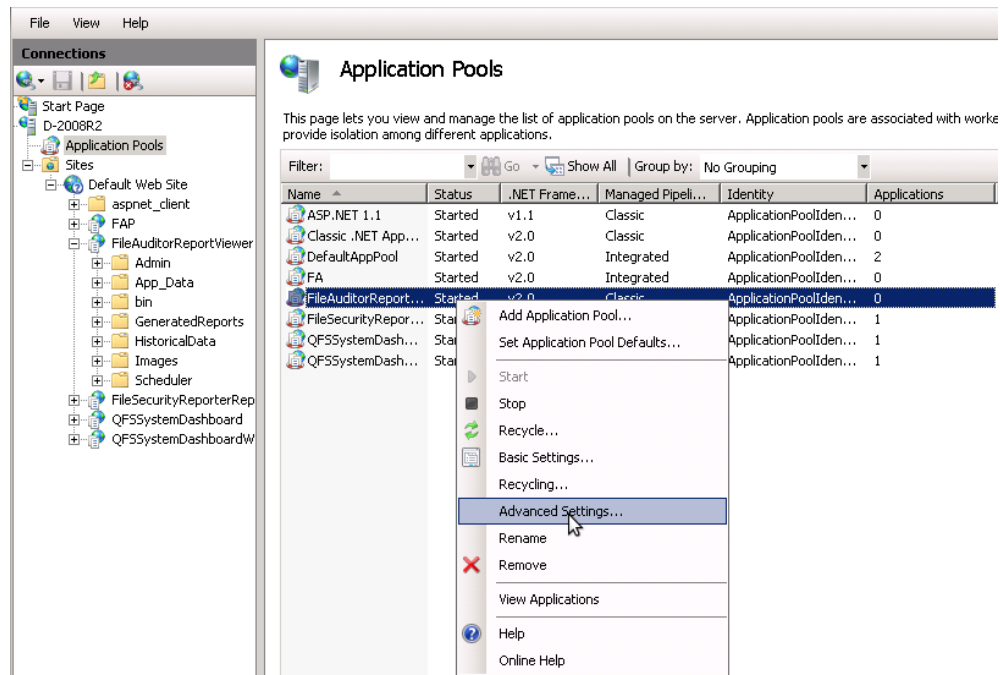 File View Help
Connections
Start Page
D-2008R2
Application Pools
Sites
Default Web Site
aspnet_client
FAP
FileAuditorReportViewer
Admin
App_Data
bin
GeneratedReports
HistoricalData
Images
Scheduler
FileSecurityReporterRep
QFSSystemDashboard
QFSSystemDashboardW
Application Pools
This page lets you view and manage the list of application pools on the server. Application pools are associated with worke
provide isolation among different applications.
Filter: Go Show All Group by: No Grouping
Name Status .NET Frame... Managed Pipeli... Identity Applications
ASP.NET 1.1 Started v1.1 Classic ApplicationPoolIden... 0
Classic .NET App... Started v2.0 Classic ApplicationPoolIden... 0
DefaultAppPool Started v2.0 Integrated ApplicationPoolIden... 2
FA Started v2.0 Integrated ApplicationPoolIden... 0
FileAuditorReport... Started v2.0 Classic ApplicationPoolIden... 0
FileSecurityRepor... Star ApplicationPoolIden... 1
QFSSystemDash... Star ApplicationPoolIden... 1
QFSSystemDash... Star ApplicationPoolIden... 1
Add Application Pool...
Set Application Pool Defaults...
Start
Stop
Recycle...
Basic Settings...
Recycling...
Advanced Settings...
Rename
Remove
View Applications
Help
Online Help